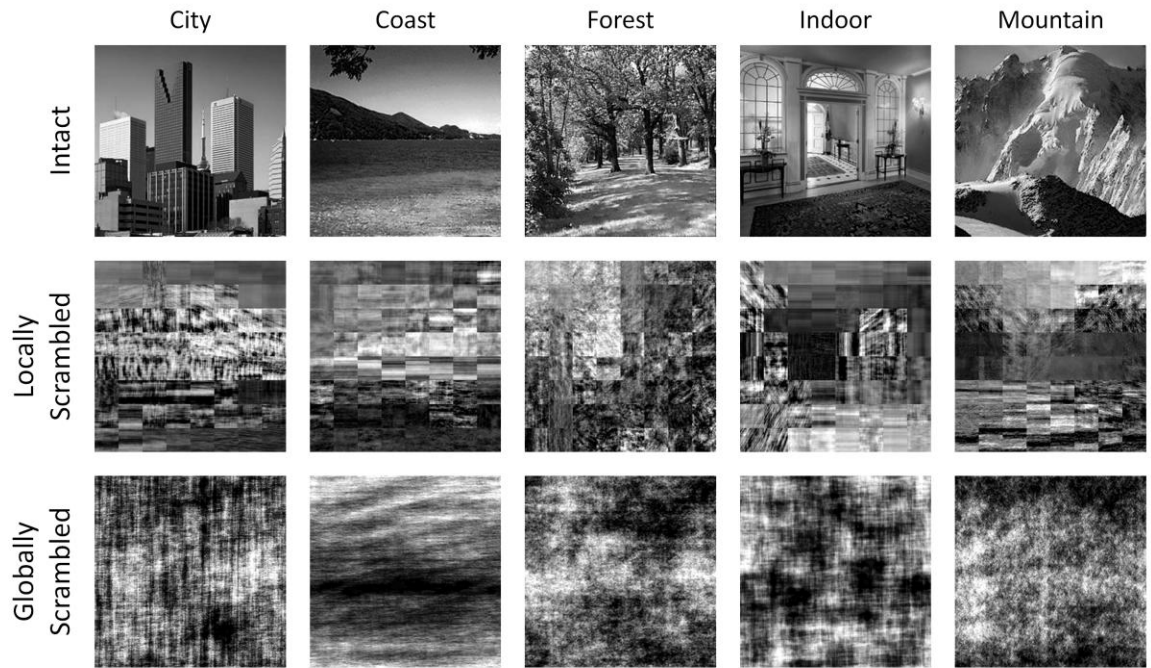 City
Coast
Forest
Indoor
Mountain
Intact
Locally
Scrambled
Globally
Scrambled